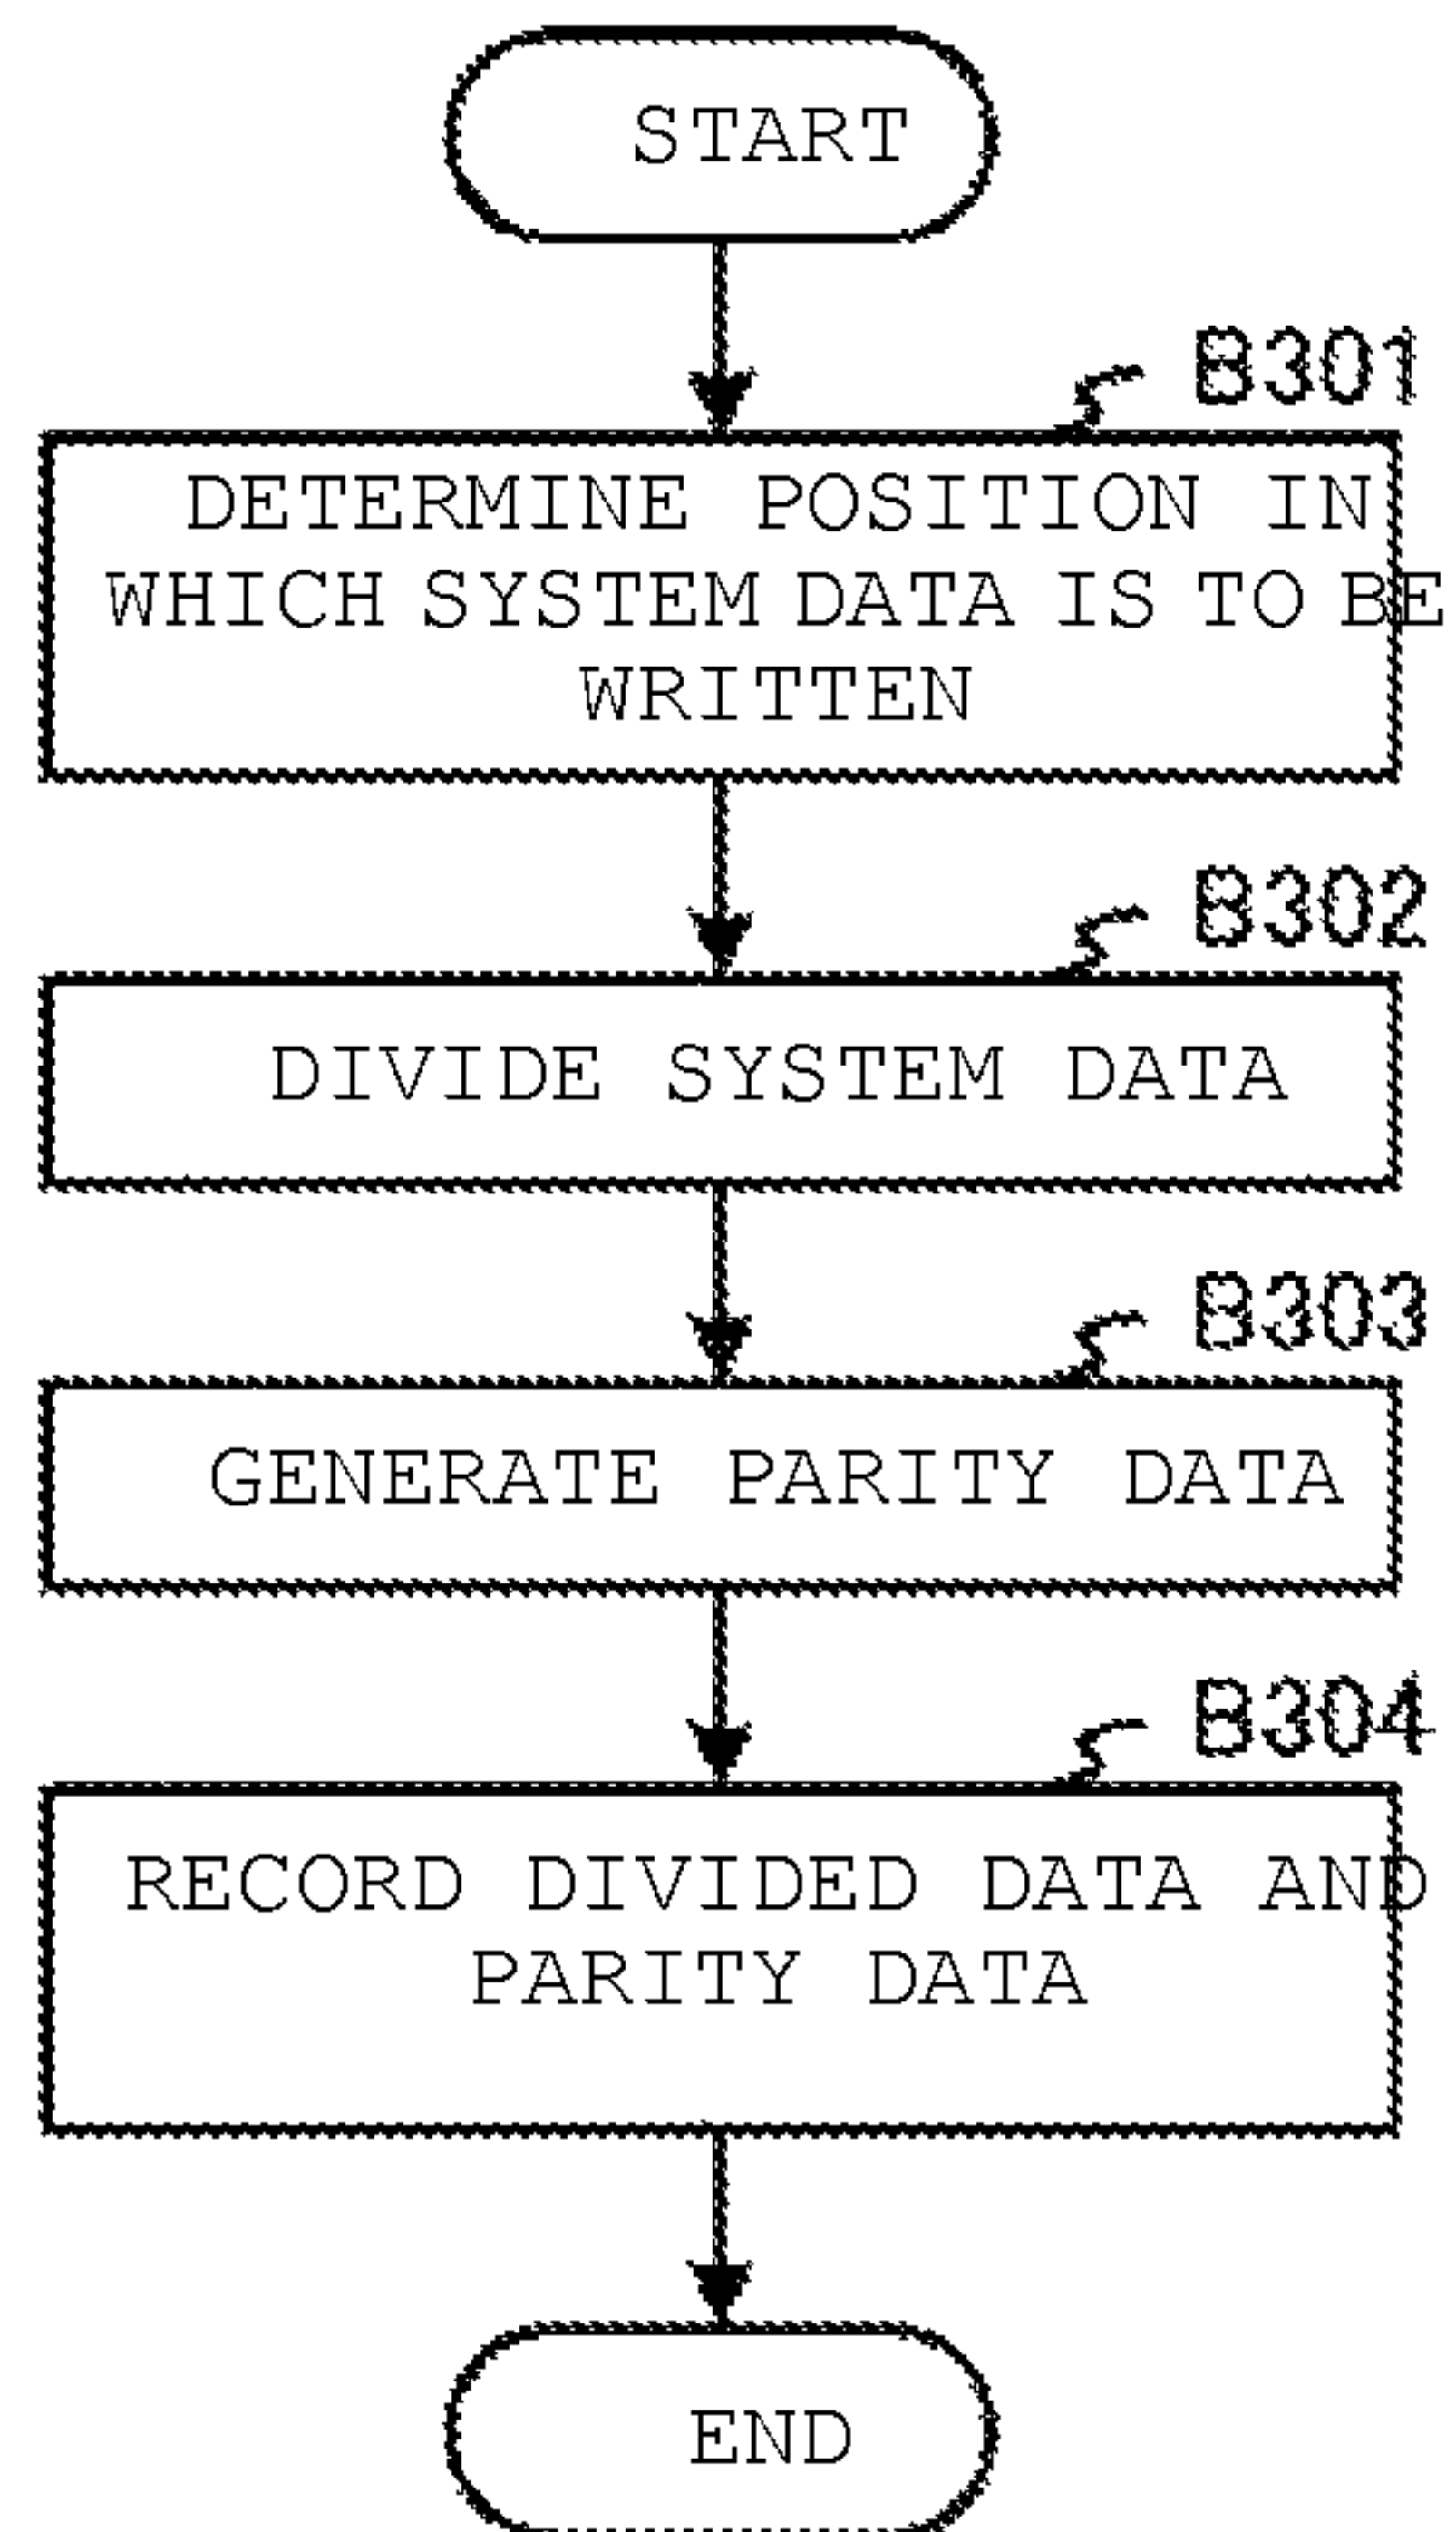 START
B301
DETERMINE POSITION IN
WHICH SYSTEM DATA IS TO BE
WRITTEN
B302
DIVIDE SYSTEM DATA
B303
GENERATE PARITY DATA
B304
RECORD DIVIDED DATA AND
PARITY DATA
END